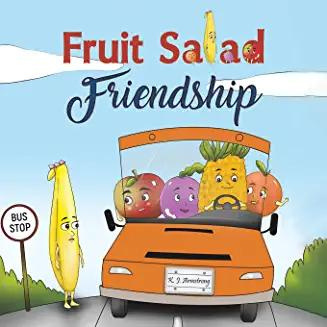 Fruit Salad
Friendship
BUS
STOP
K. J. Armstrong